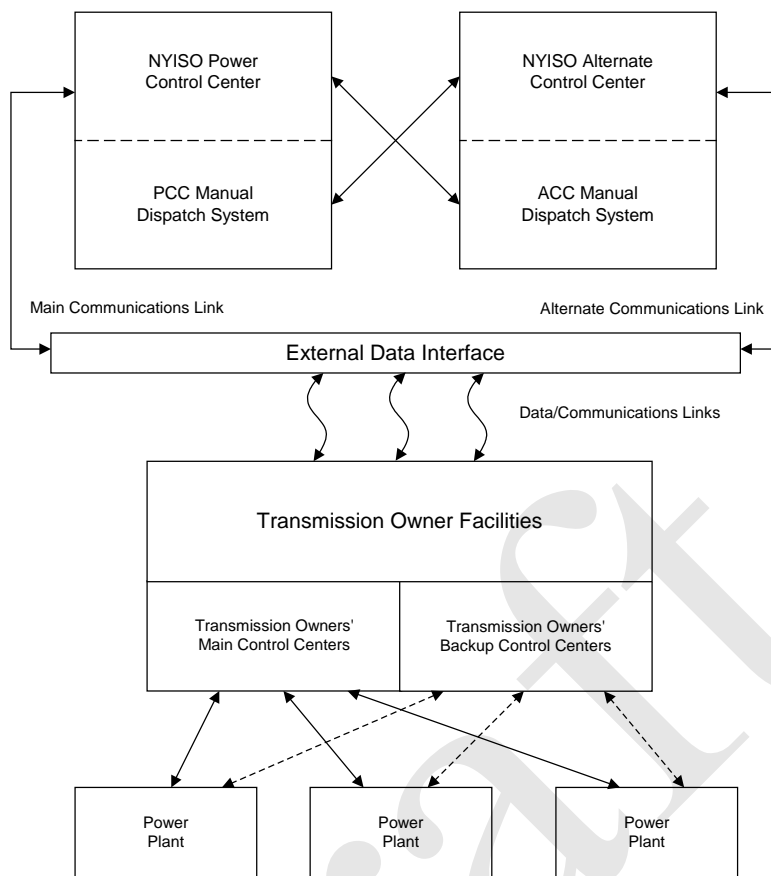 NYISO Power
Control Center
NYISO Alternate
Control Center
PCC Manual
Dispatch System
ACC Manual
Dispatch System
Main Communications Link
Alternate Communications Link
External Data Interface
Data/Communications Links
Transmission Owner Facilities
Transmission Owners'
Main Control Centers
Transmission Owners'
Backup Control Centers
Power
Plant
Power
Plant
Power
Plant